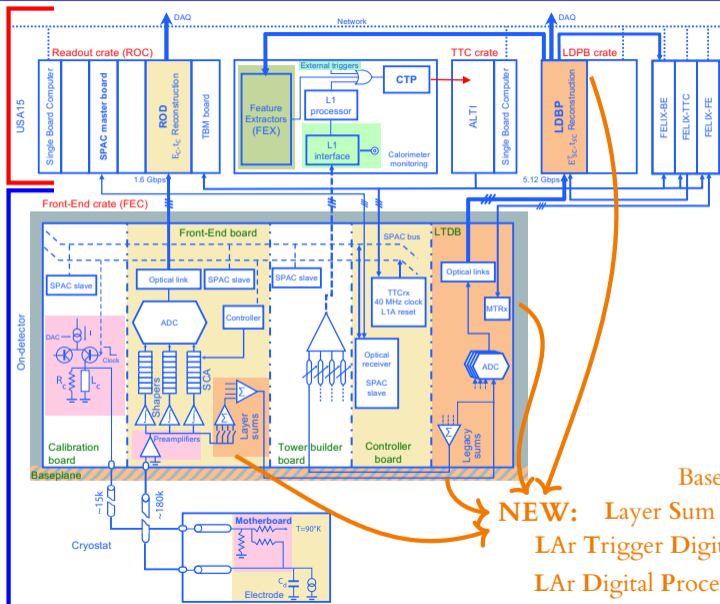 DAQ
DAQ
Network
Readout crate (ROC)
TTC crate
LDPB crate
USA15
Single Board Computer
SPAC master board
ROD
Reconstruction
TBM board
External triggers
Feature
Extractors
(FEX)
CTP
L1
processor
L1
interface
Calorimeter
monitoring
ALTI
Single Board Computer
LDBP
Reconstruction
FELIX-BE
FELIX-TTC
FELIX-FE
1.6 Gbps
5.12 Gbps
Front-End crate (FEC)
On-detector
Front-End board
SPAC bus
LTDB
SPAC slave
Optical link
SPAC slave
SPAC slave
Optical links
TTCrx
40 MHz clock
L1A reset
MTRx
DAC
I
Clock
ADC
Controller
Optical
receiver
SPAC
slave
ADC
Rc
Lc
Shapers
SCA
Σ
Σ
Layer
sums
Σ
Legacy
sums
Preamplifiers
Calibration
board
Tower builder
board
Controller
board
Baseplane
~15k
~180k
Cryostat
Motherboard
T=90°K
Cd
Electrode
Base
NEW: Layer Sum
LAr Trigger Digit
LAr Digital Proce